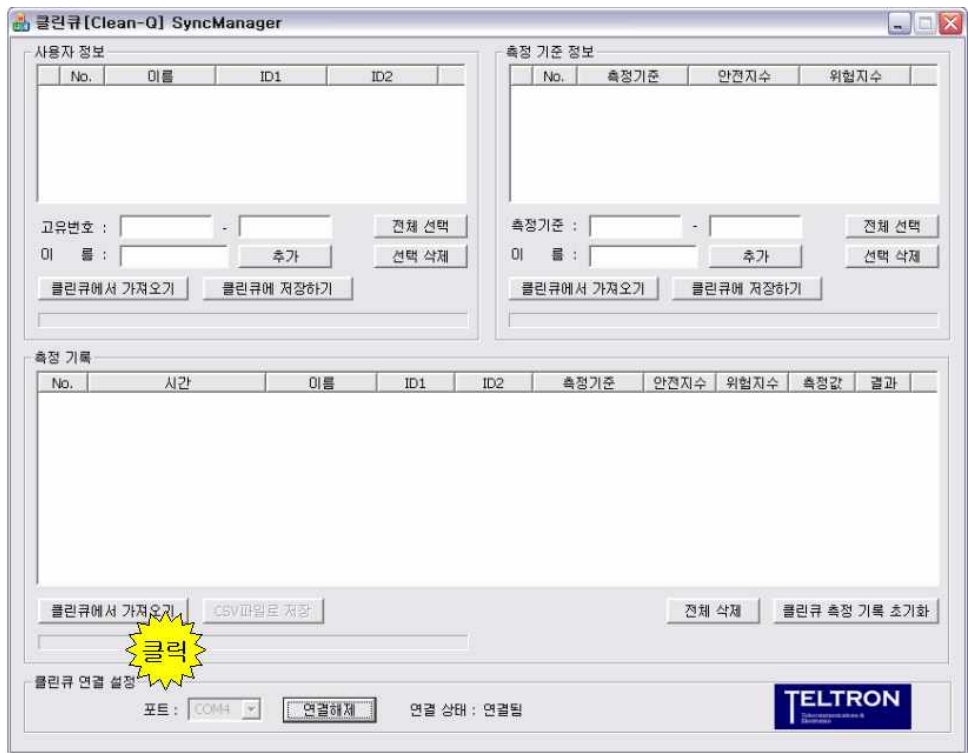 클린큐[Clean-Q] SyncManager
사용자 정보
No. 이름 ID1 ID2
고유번호 : - 전체 선택
이 름 : 추가 선택 삭제
클린큐에서 가져오기 클린큐에 저장하기
측정 기준 정보
No. 측정기준 안전지수 위험지수
측정기준 : - 전체 선택
이 름 : 추가 선택 삭제
클린큐에서 가져오기 클린큐에 저장하기
측정 기록
No. 시간 이름 ID1 ID2 측정기준 안전지수 위험지수 측정값 결과
클린큐에서 가져오기 CSV파일로 저장 전체 삭제 클린큐 측정 기록 초기화
클릭
클린큐 연결 설정
포트 : COM4 연결해제 연결 상태 : 연결됨
TELTRON